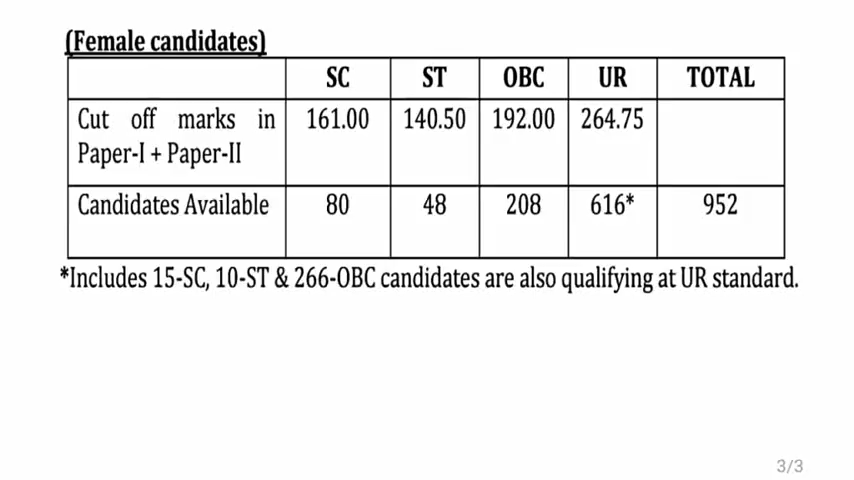 (Female candidates)
SC ST OBC UR TOTAL
Cut off marks in 161.00 140.50 192.00 264.75
Paper-I + Paper-II
Candidates Available 80 48 208 616* 952
*Includes 15-SC, 10-ST & 266-OBC candidates are also qualifying at UR standard.
3/3